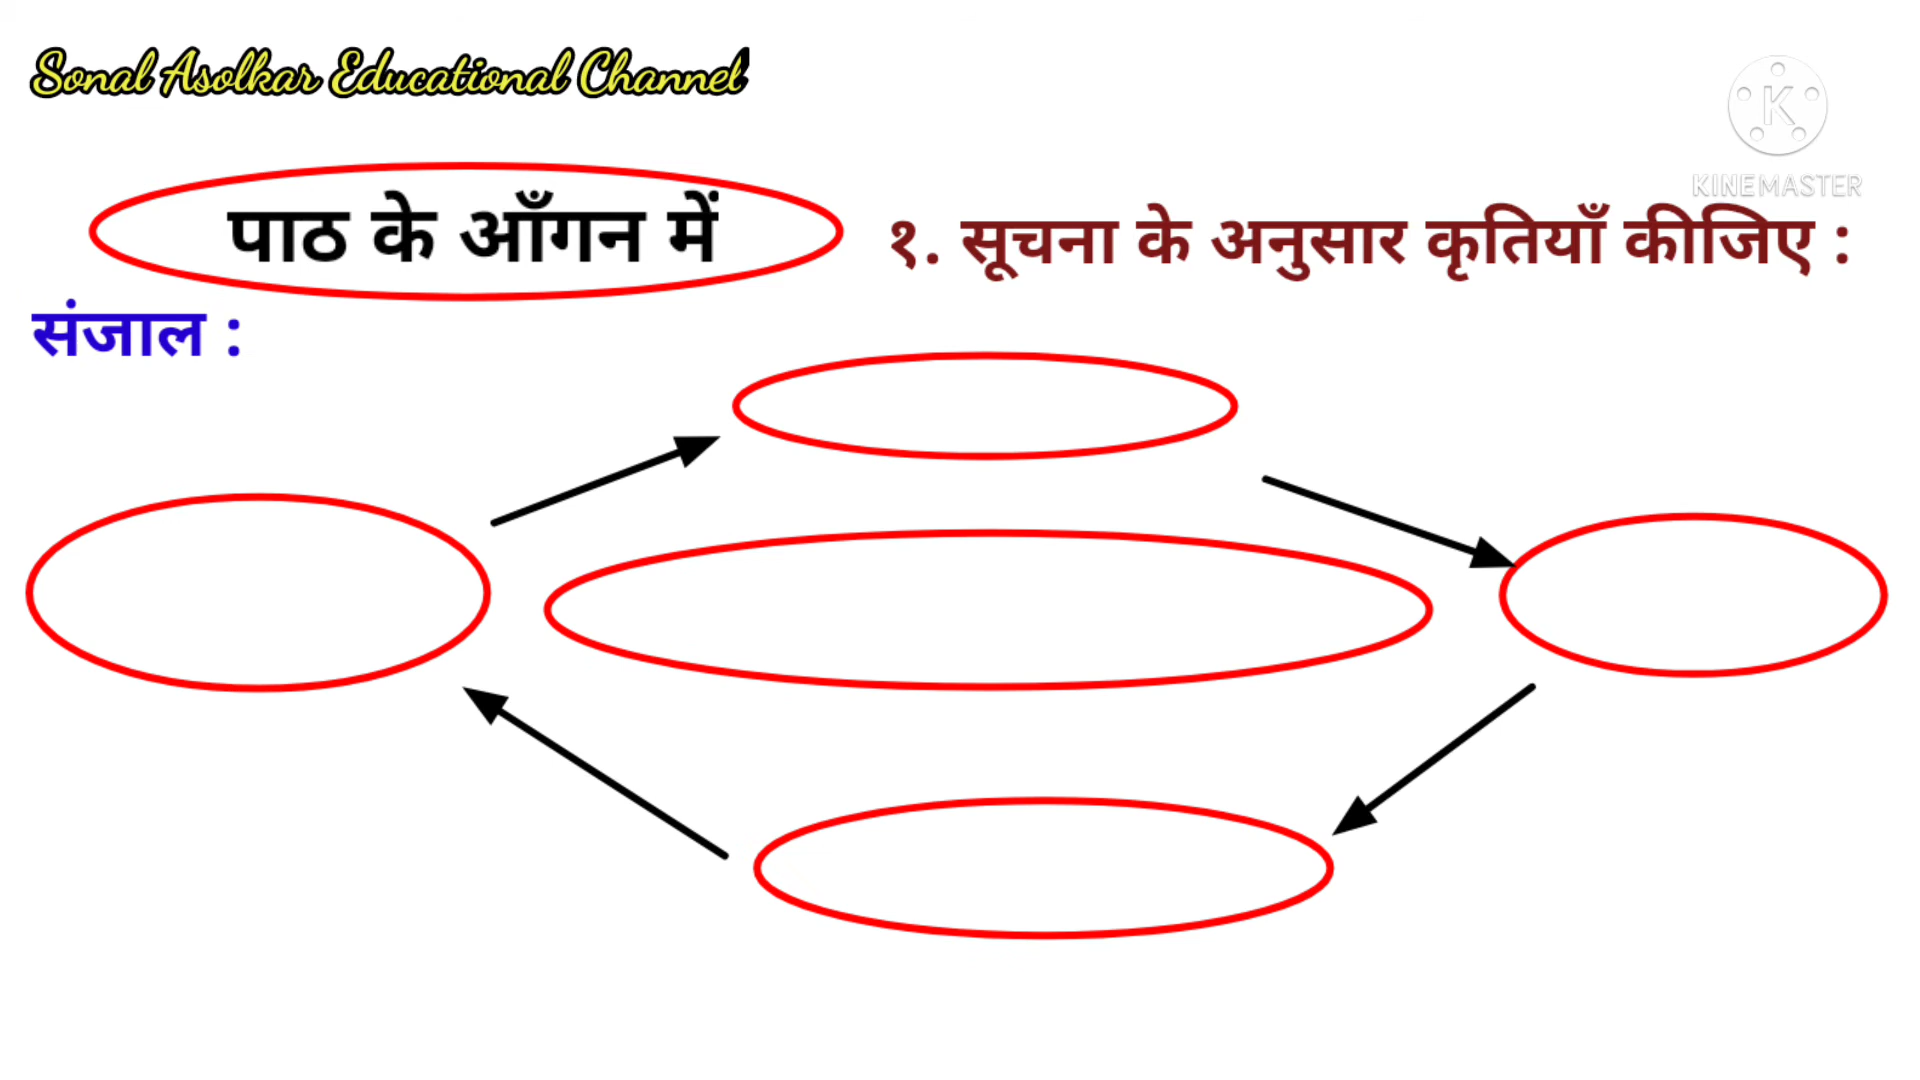 Sonal Asolkar Educational Channel
K
KINEMASTER
पाठ के आँगन में
१. सूचना के अनुसार कृतियाँ कीजिए :
संजाल :